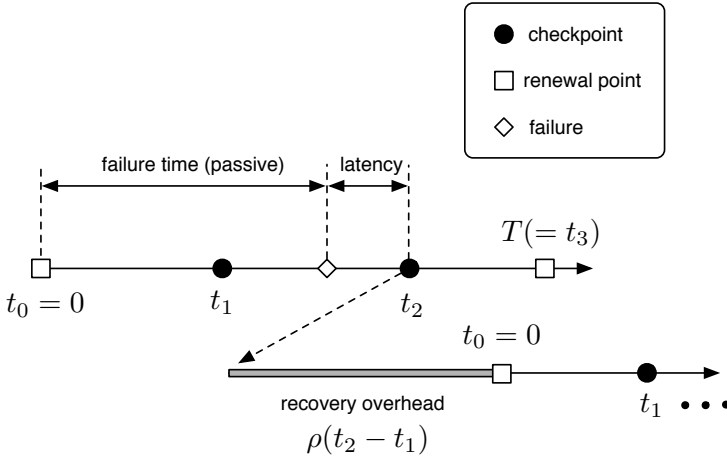 checkpoint
renewal point
failure
failure time (passive)
latency
T(= t₃)
t₀ = 0
t₁
t₂
t₀ = 0
recovery overhead
ρ(t₂ − t₁)
t₁
• • •